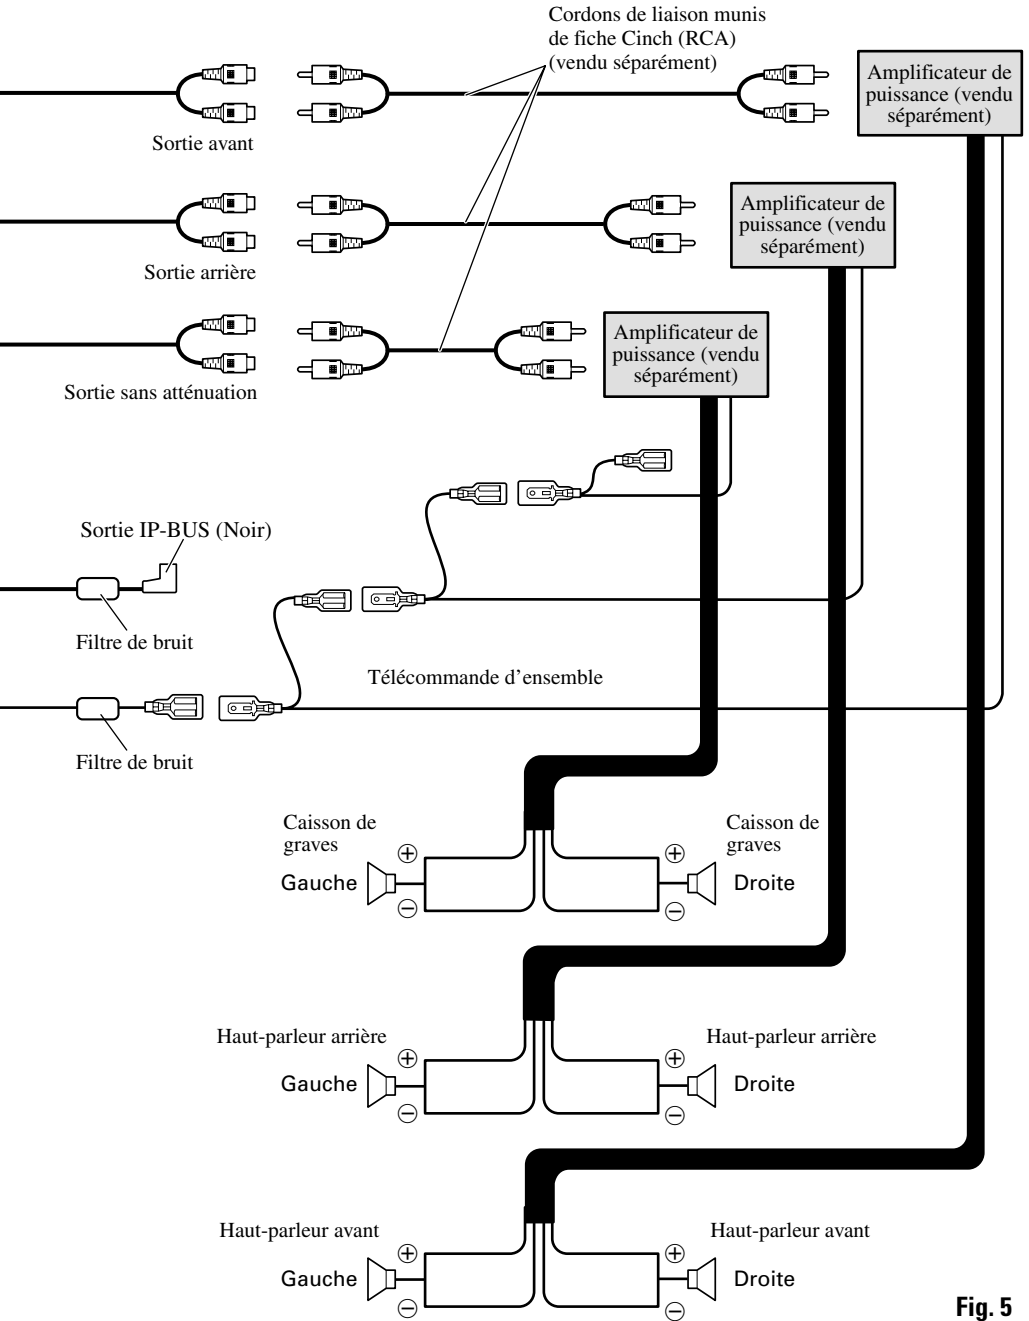 Cordons de liaison munis
de fiche Cinch (RCA)
(vendu séparément)
Amplificateur de
puissance (vendu
séparément)
Sortie avant
Amplificateur de
puissance (vendu
séparément)
Sortie arrière
Amplificateur de
puissance (vendu
séparément)
Sortie sans atténuation
Sortie IP-BUS (Noir)
Filtre de bruit
Télécommande d'ensemble
Filtre de bruit
Caisson de
graves
Caisson de
graves
⊕
⊕
Gauche
Droite
⊖
⊖
Haut-parleur arrière
Haut-parleur arrière
⊕
⊕
Gauche
Droite
⊖
⊖
Haut-parleur avant
Haut-parleur avant
⊕
⊕
Gauche
Droite
⊖
⊖
Fig. 5